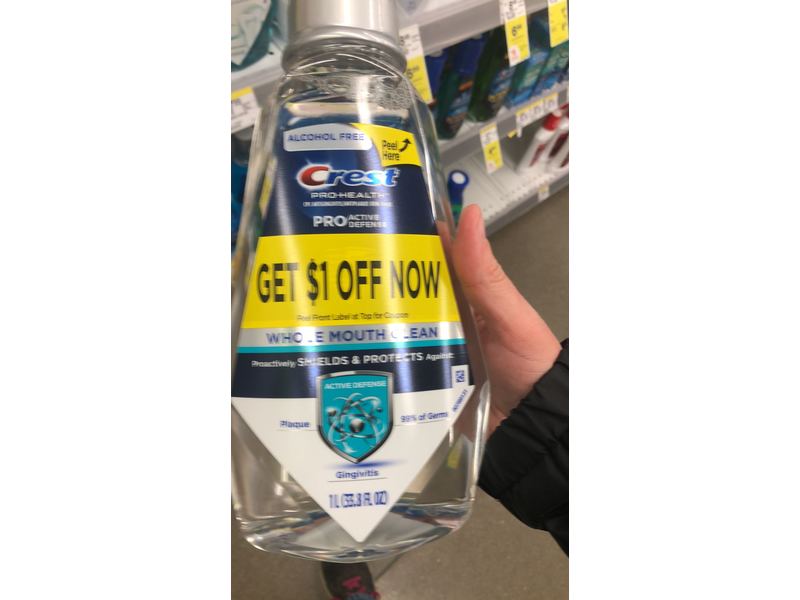 ALCOHOL FREE
Peel
Here
Crest
PRO-HEALTH
PRO ACTIVE
DEFENSE
GET $1 OFF NOW
Peel Front Label at Top for Coupon
WHOLE MOUTH CLEAN
Proactively SHIELDS & PROTECTS Against:
ACTIVE DEFENSE
Plaque
99% of Germs
Gingivitis
1 L (33.8 FL OZ)